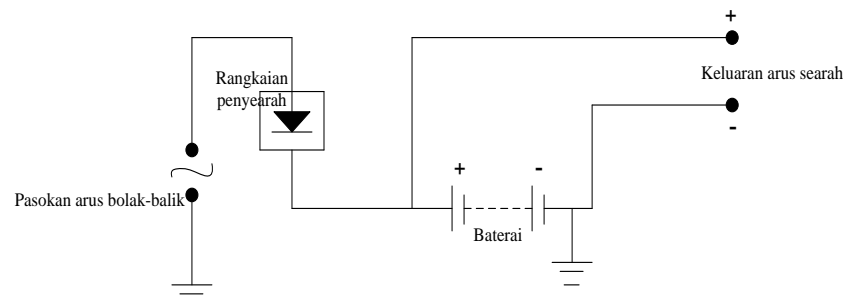 +
Rangkaian
penyearah
Keluaran arus searah
-
+ -
Pasokan arus bolak-balik
Baterai